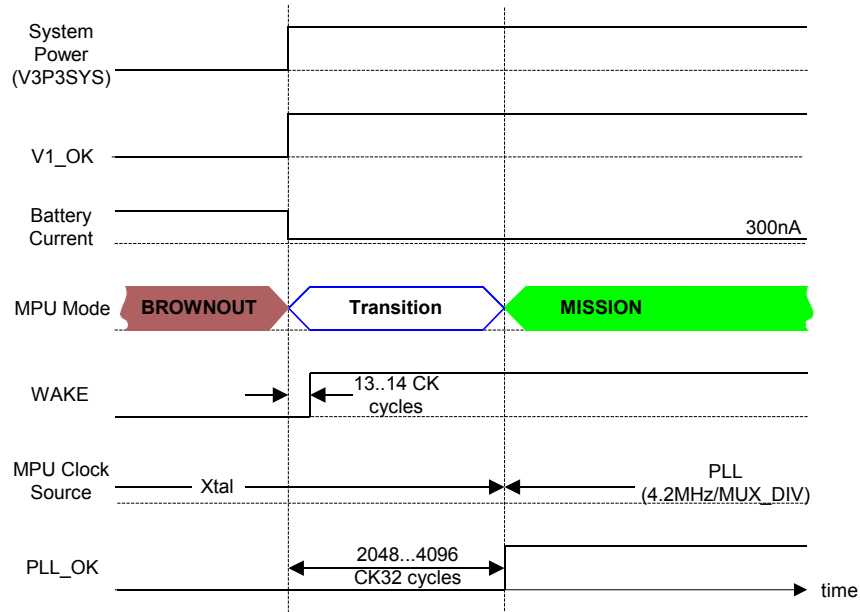 System
Power
(V3P3SYS)
V1_OK
Battery
Current
300nA
MPU Mode
BROWNOUT
Transition
MISSION
WAKE
13..14 CK
cycles
MPU Clock
Source
Xtal
PLL
(4.2MHz/MUX_DIV)
PLL_OK
2048...4096
CK32 cycles
time